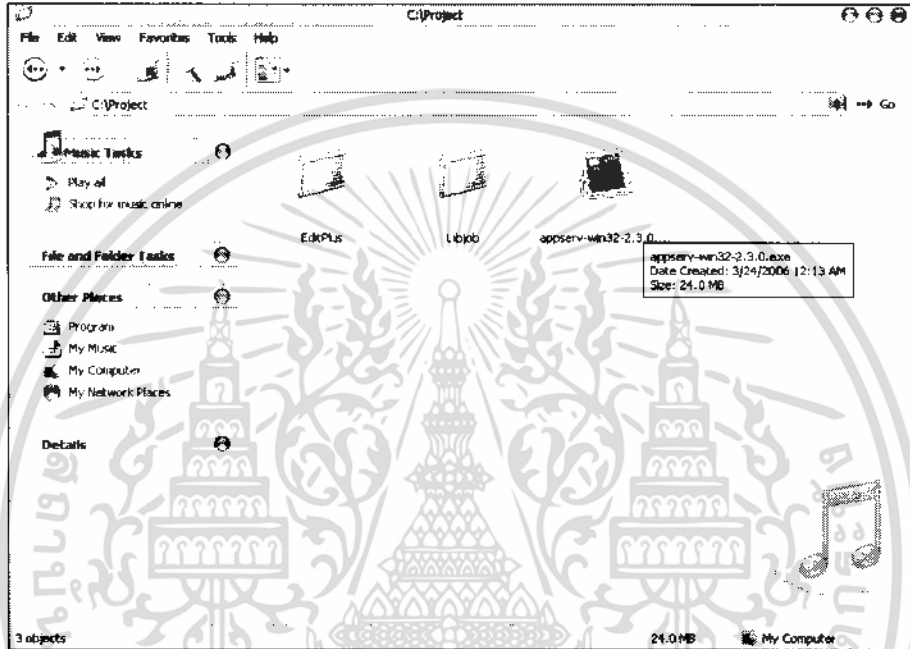 C:\Project
File Edit View Favorites Tools Help
C:\Project
Go
Music Tasks
Play all
Shop for music online
File and Folder Tasks
Other Places
Program
My Music
My Computer
My Network Places
Details
EditPlus
Libjob
appserv-win32-2.3.0....
appserv-win32-2.3.0.exe
Date Created: 3/24/2006 12:13 AM
Size: 24.0 MB
3 objects
24.0 MB
My Computer